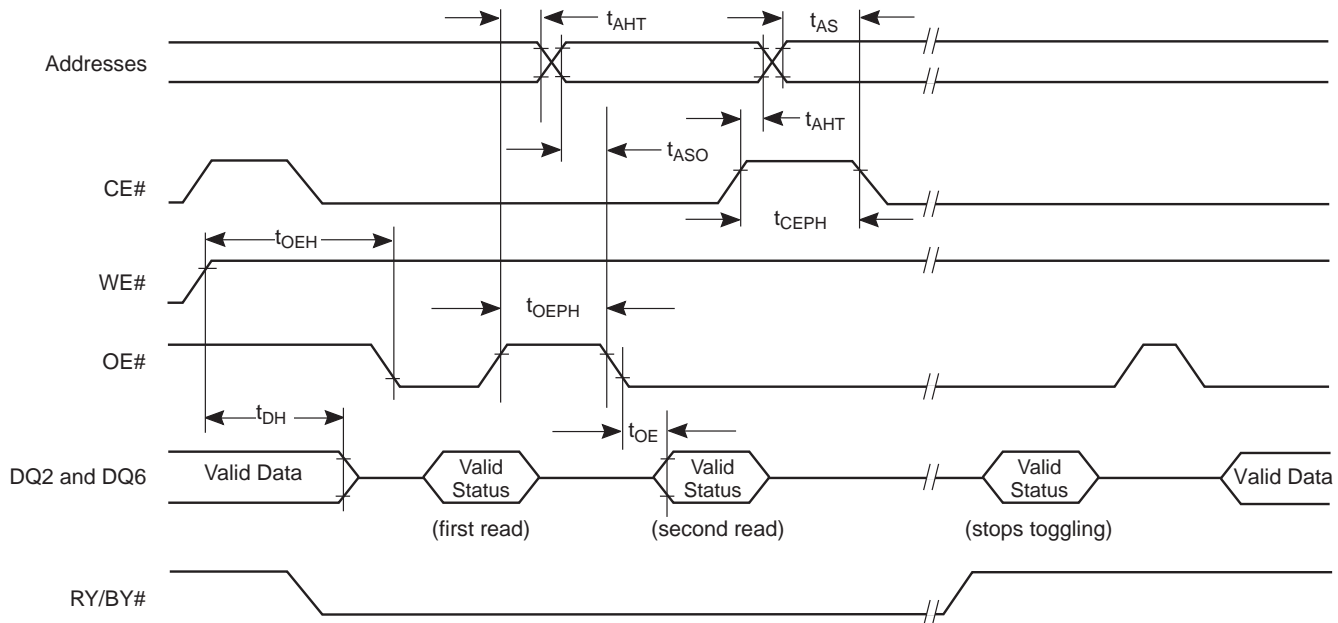 tAHT
tAS
Addresses
tAHT
tASO
CE#
tCEPH
tOEH
WE#
tOEPH
OE#
tDH
tOE
DQ2 and DQ6
Valid Data
Valid
Status
Valid
Status
Valid
Status
Valid Data
(first read)
(second read)
(stops toggling)
RY/BY#